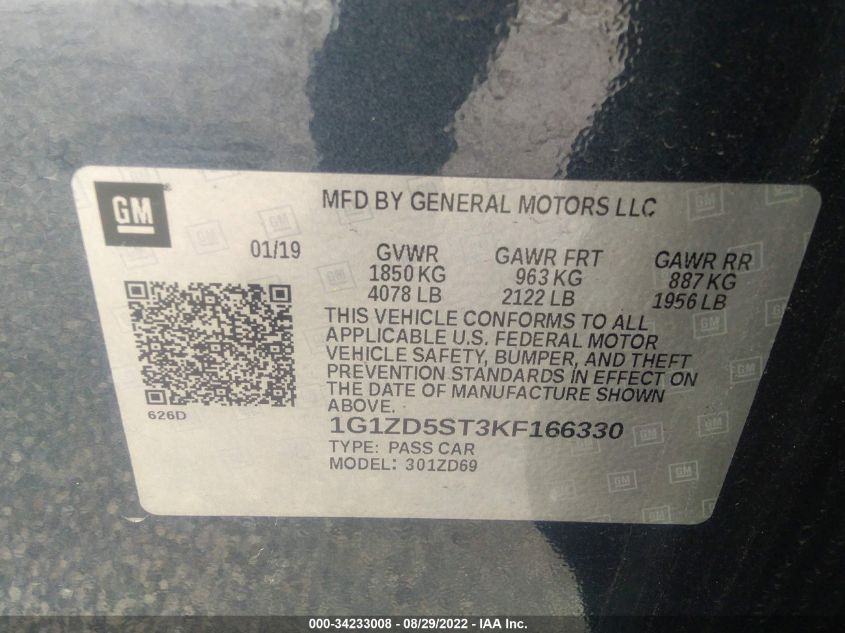 GM
MFD BY GENERAL MOTORS LLC
01/19
GVWR GAWR FRT GAWR RR
1850 KG 963 KG 887 KG
4078 LB 2122 LB 1956 LB
THIS VEHICLE CONFORMS TO ALL
APPLICABLE U.S. FEDERAL MOTOR
VEHICLE SAFETY, BUMPER, AND THEFT
PREVENTION STANDARDS IN EFFECT ON
THE DATE OF MANUFACTURE SHOWN
ABOVE.
626D
1G1ZD5ST3KF166330
TYPE: PASS CAR
MODEL: 301ZD69
000-34233008 - 08/29/2022 - IAA Inc.